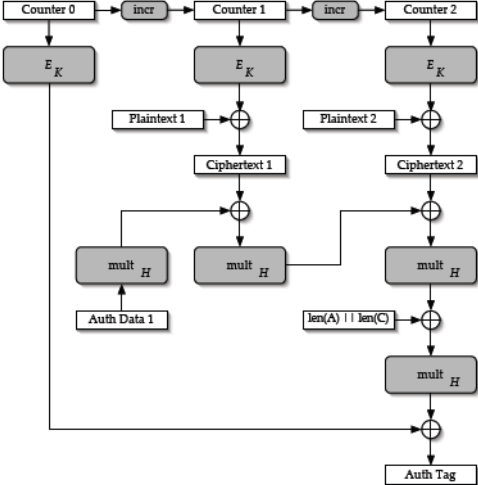 Counter 0
incr
Counter 1
incr
Counter 2
E K
E K
E K
Plaintext 1
Plaintext 2
Ciphertext 1
Ciphertext 2
mult H
mult H
mult H
Auth Data 1
len(A) || len(C)
mult H
Auth Tag